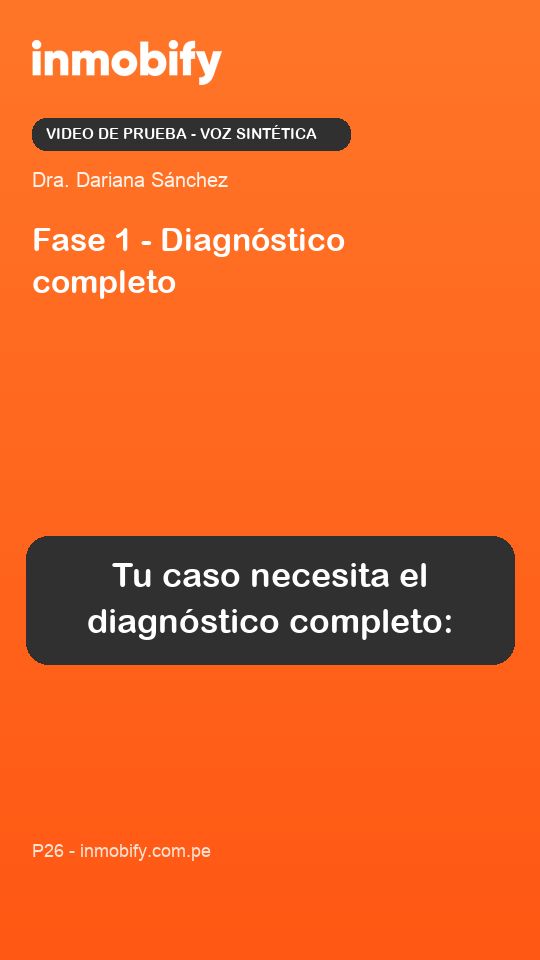 inmobify
VIDEO DE PRUEBA - VOZ SINTÉTICA
Dra. Dariana Sánchez
Fase 1 - Diagnóstico
completo
Tu caso necesita el
diagnóstico completo:
P26 - inmobify.com.pe